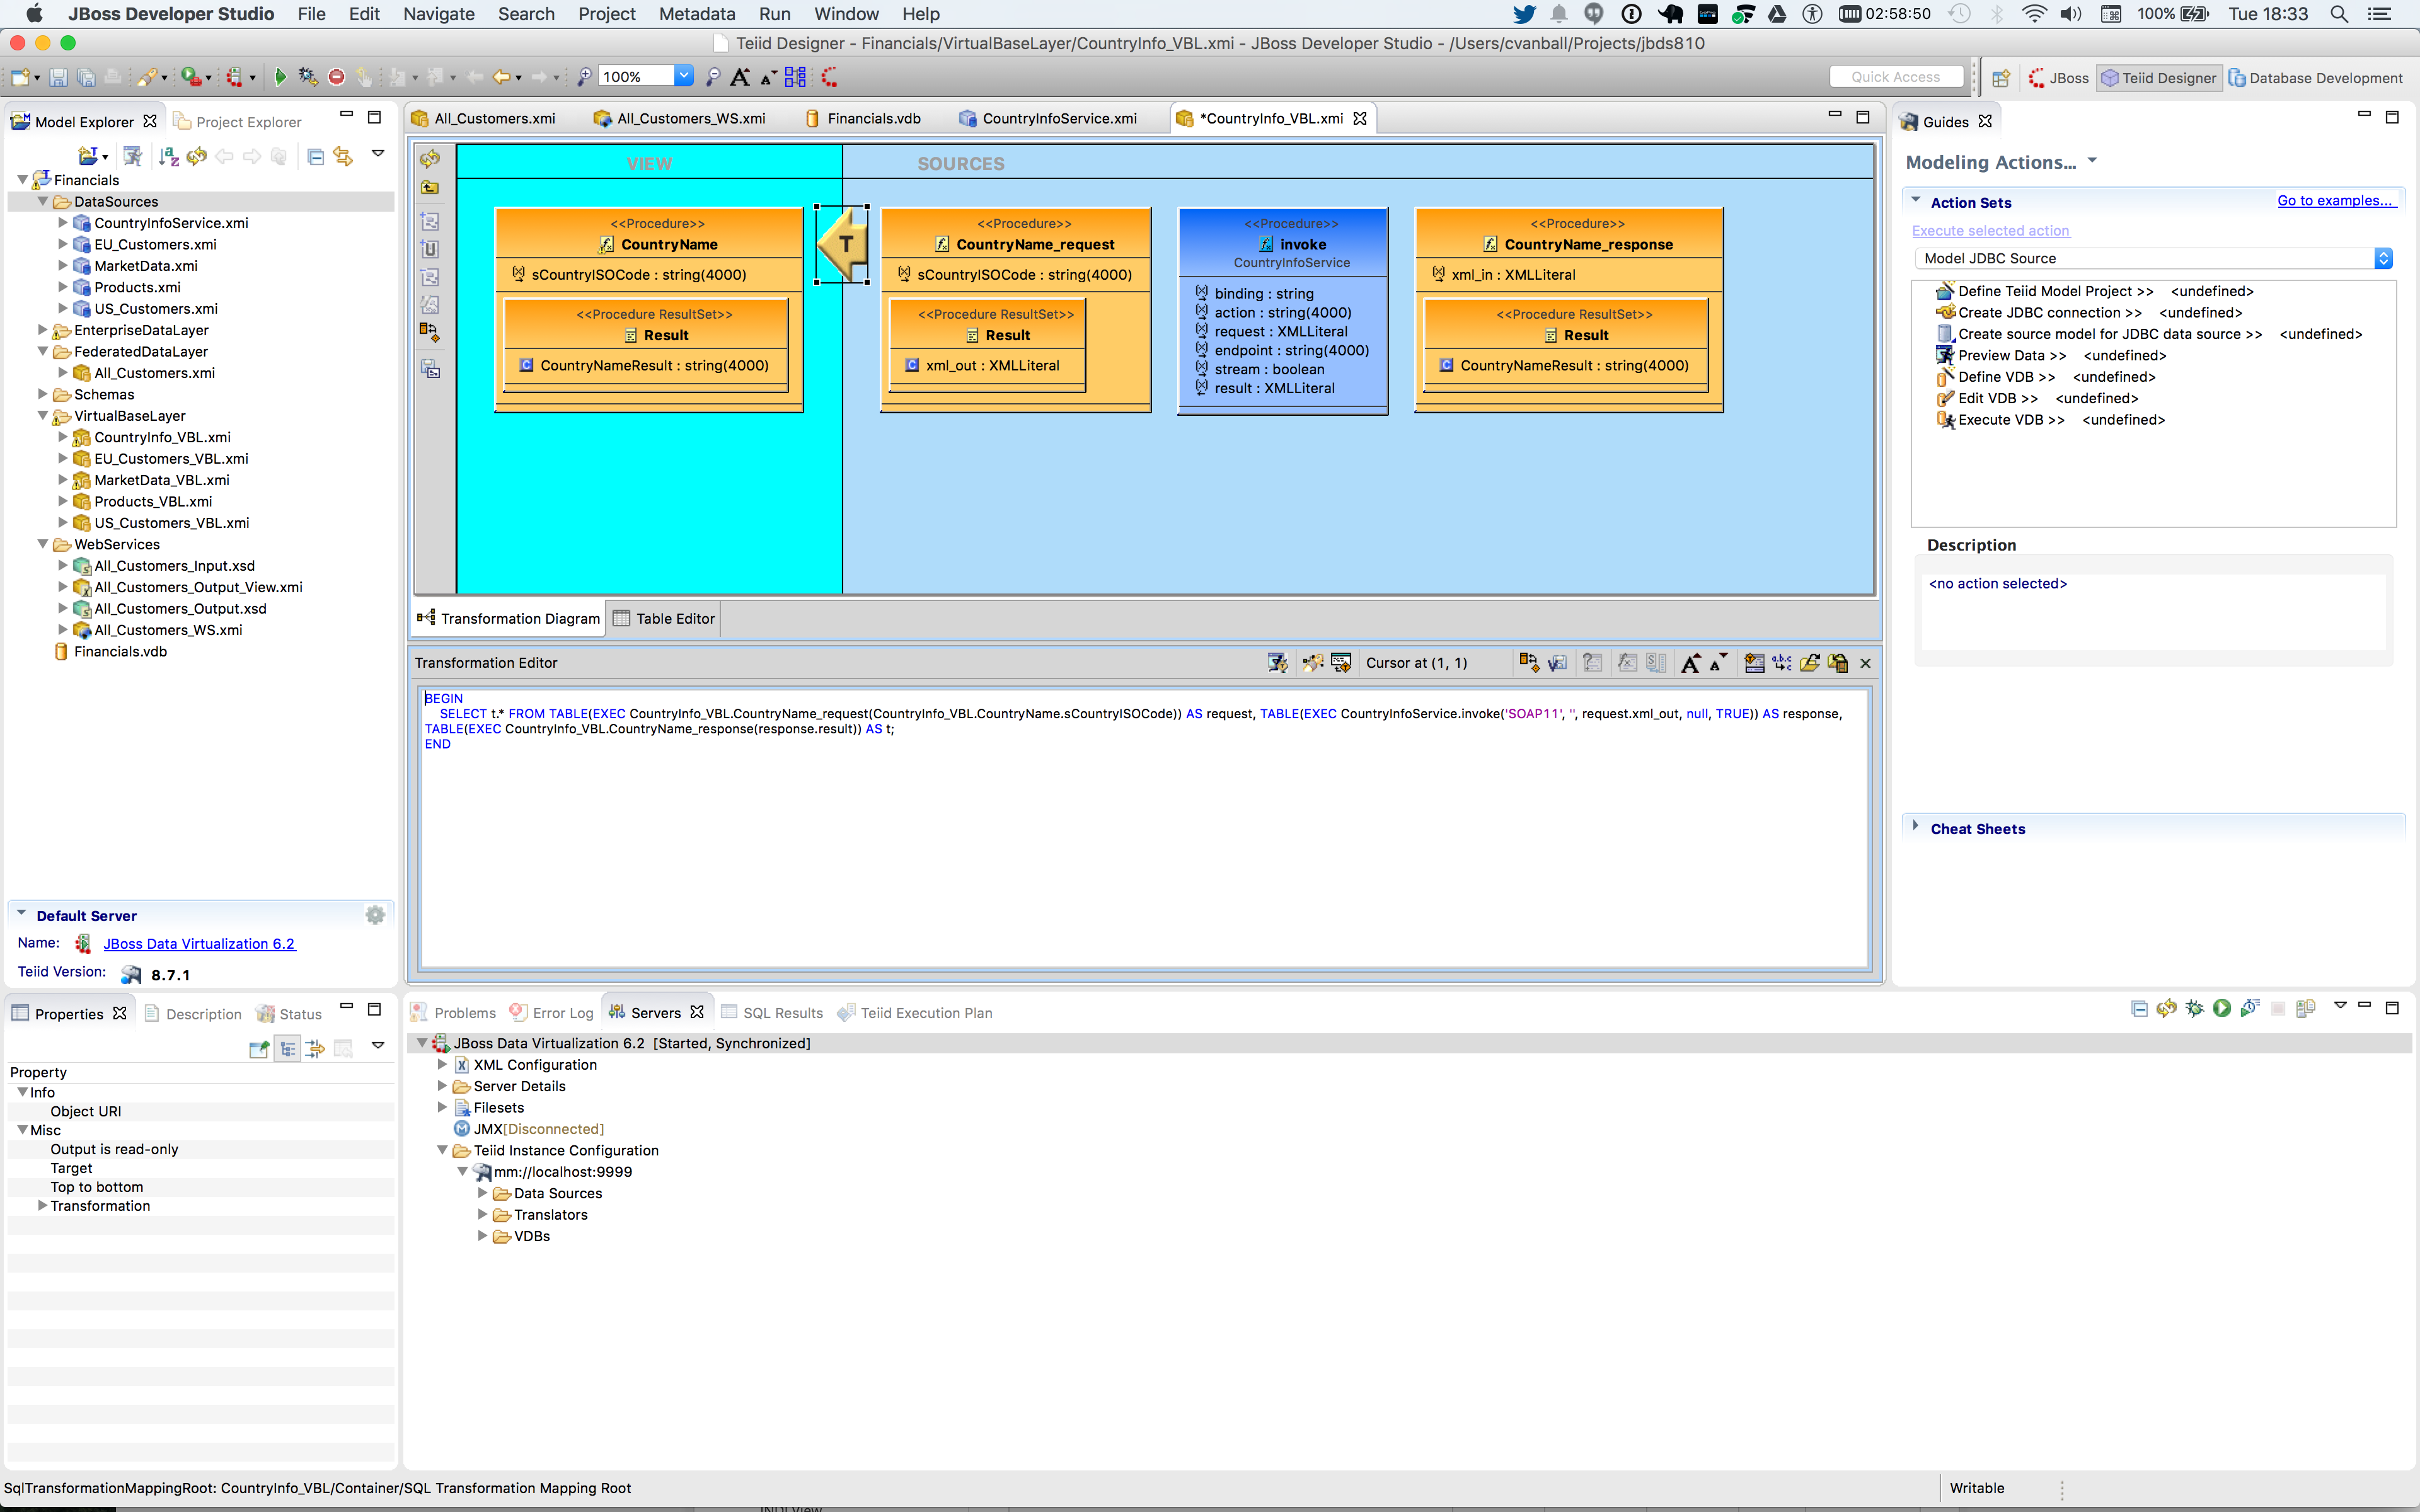 JBoss Developer Studio File Edit Navigate Search Project Metadata Run Window Help 02:58:50 100% Tue 18:33
Teiid Designer - Financials/VirtualBaseLayer/CountryInfo_VBL.xmi - JBoss Developer Studio - /Users/cvanball/Projects/jbds810
100% Quick Access JBoss Teiid Designer Database Development
Model Explorer Project Explorer
Financials
DataSources
CountryInfoService.xmi
EU_Customers.xmi
MarketData.xmi
Products.xmi
US_Customers.xmi
EnterpriseDataLayer
FederatedDataLayer
All_Customers.xmi
Schemas
VirtualBaseLayer
CountryInfo_VBL.xmi
EU_Customers_VBL.xmi
MarketData_VBL.xmi
Products_VBL.xmi
US_Customers_VBL.xmi
WebServices
All_Customers_Input.xsd
All_Customers_Output_View.xmi
All_Customers_Output.xsd
All_Customers_WS.xmi
Financials.vdb
Default Server
Name: JBoss Data Virtualization 6.2
Teiid Version: 8.7.1
All_Customers.xmi All_Customers_WS.xmi Financials.vdb CountryInfoService.xmi *CountryInfo_VBL.xmi
VIEW SOURCES
<<Procedure>>
CountryName
sCountryISOCode : string(4000)
<<Procedure ResultSet>>
Result
CountryNameResult : string(4000)
T
<<Procedure>>
CountryName_request
sCountryISOCode : string(4000)
<<Procedure ResultSet>>
Result
xml_out : XMLLiteral
<<Procedure>>
invoke
CountryInfoService
binding : string
action : string(4000)
request : XMLLiteral
endpoint : string(4000)
stream : boolean
result : XMLLiteral
<<Procedure>>
CountryName_response
xml_in : XMLLiteral
<<Procedure ResultSet>>
Result
CountryNameResult : string(4000)
Transformation Diagram Table Editor
Transformation Editor Cursor at (1, 1)
BEGIN
SELECT t.* FROM TABLE(EXEC CountryInfo_VBL.CountryName_request(CountryInfo_VBL.CountryName.sCountryISOCode)) AS request, TABLE(EXEC CountryInfoService.invoke('SOAP11', '', request.xml_out, null, TRUE)) AS response,
TABLE(EXEC CountryInfo_VBL.CountryName_response(response.result)) AS t;
END
Guides
Modeling Actions...
Action Sets Go to examples...
Execute selected action
Model JDBC Source
Define Teiid Model Project >> <undefined>
Create JDBC connection >> <undefined>
Create source model for JDBC data source >> <undefined>
Preview Data >> <undefined>
Define VDB >> <undefined>
Edit VDB >> <undefined>
Execute VDB >> <undefined>
Description
<no action selected>
Cheat Sheets
Properties Description Status
Property
Info
Object URI
Misc
Output is read-only
Target
Top to bottom
Transformation
Problems Error Log Servers SQL Results Teiid Execution Plan
JBoss Data Virtualization 6.2 [Started, Synchronized]
XML Configuration
Server Details
Filesets
JMX[Disconnected]
Teiid Instance Configuration
mm://localhost:9999
Data Sources
Translators
VDBs
SqlTransformationMappingRoot: CountryInfo_VBL/Container/SQL Transformation Mapping Root Writable